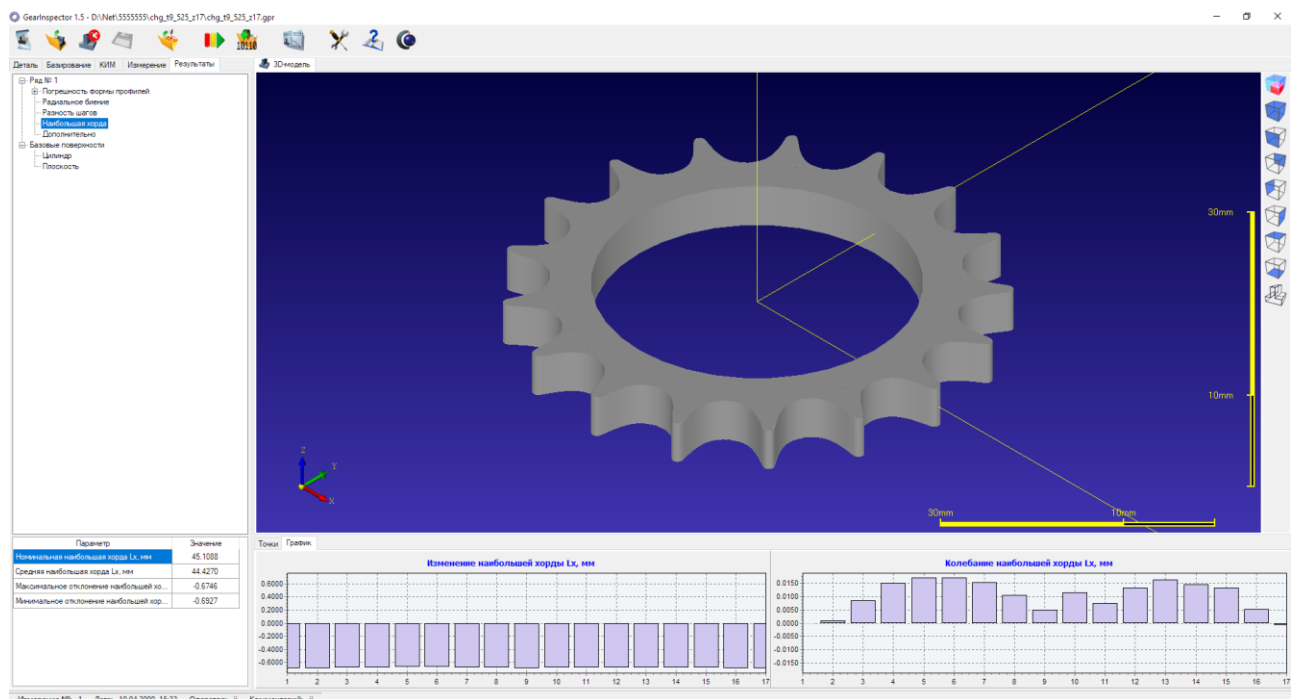 GearInspector 1.5 - D:\Net\5555555\chg_t9_525_z17\chg_t9_525_z17.gpr
Деталь Базирование КИМ Измерение Результаты
3D-модель
Ряд № 1
Погрешность формы профилей
Радиальное биение
Разность шагов
Наибольшая хорда
Дополнительно
Базовые поверхности
Цилиндр
Плоскость
30mm
10mm
Z
Y
X
30mm 10mm
Параметр Значение
Номинальная наибольшая хорда Lx, мм 45.1088
Средняя наибольшая хорда Lx, мм 44.4270
Максимальное отклонение наибольшей хо... -0.6746
Минимальное отклонение наибольшей хор... -0.6927
Точки График
Изменение наибольшей хорды Lx, мм
0.6000
0.4000
0.2000
0.0000
-0.2000
-0.4000
-0.6000
1 2 3 4 5 6 7 8 9 10 11 12 13 14 15 16 17
Колебание наибольшей хорды Lx, мм
0.0150
0.0100
0.0050
0.0000
-0.0050
-0.0100
-0.0150
1 2 3 4 5 6 7 8 9 10 11 12 13 14 15 16 17